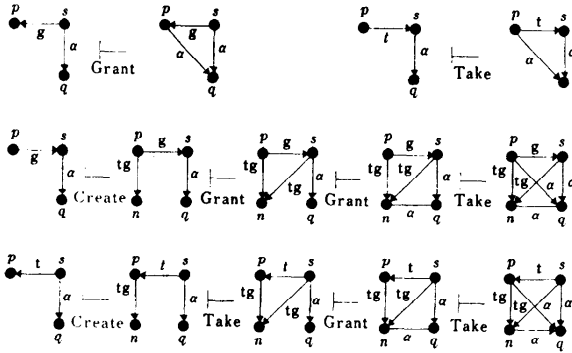 p s p s p t s p t s
g α g α t α α α
Grant Take
q q q q
p s p g s p g s p g s p g s
g α tg α tg tg α tg tg α tg tg α α
Create Grant Grant Take
q n q n q n α q n α q
p t s p t s p t s p t s p t s
α tg α tg tg α tg tg α tg tg α α
Create Take Grant Take
q n q n q n α q n α q